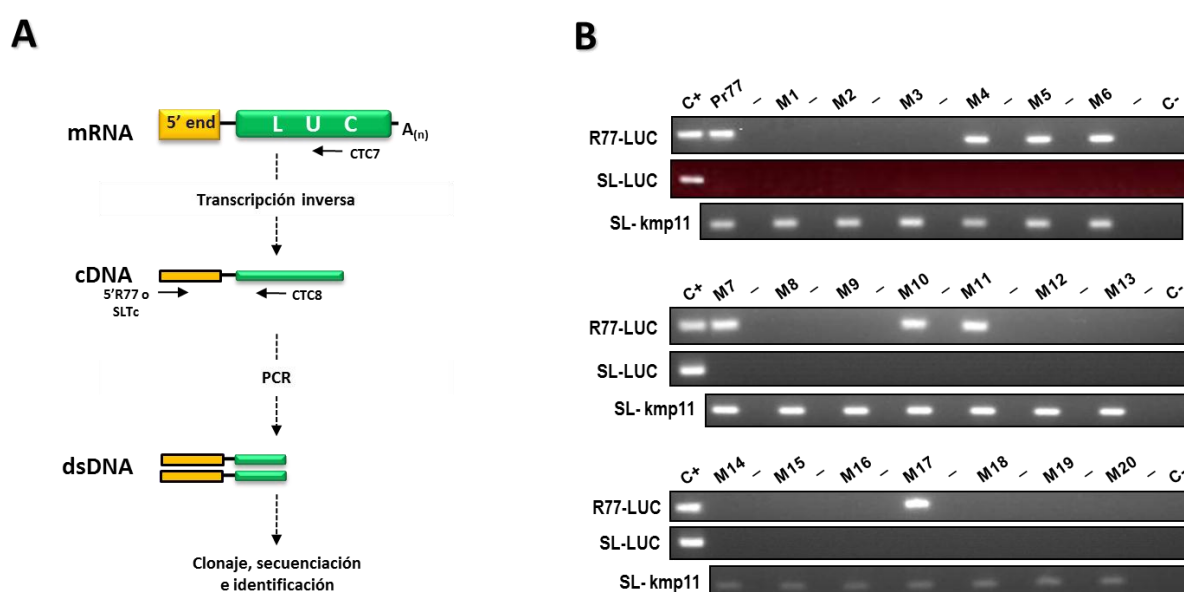 A
5' end
L U C
mRNA
A(n)
CTC7
Transcripción inversa
cDNA
5'R77 o
SLTc
CTC8
PCR
dsDNA
Clonaje, secuenciación
e identificación
B
C+ Pr77 – M1 – M2 – M3 – M4 – M5 – M6 – C-
R77-LUC
SL-LUC
SL- kmp11
C+ M7 – M8 – M9 – M10 – M11 – M12 – M13 – C-
R77-LUC
SL-LUC
SL- kmp11
C+ M14 – M15 – M16 – M17 – M18 – M19 – M20 – C-
R77-LUC
SL-LUC
SL- kmp11